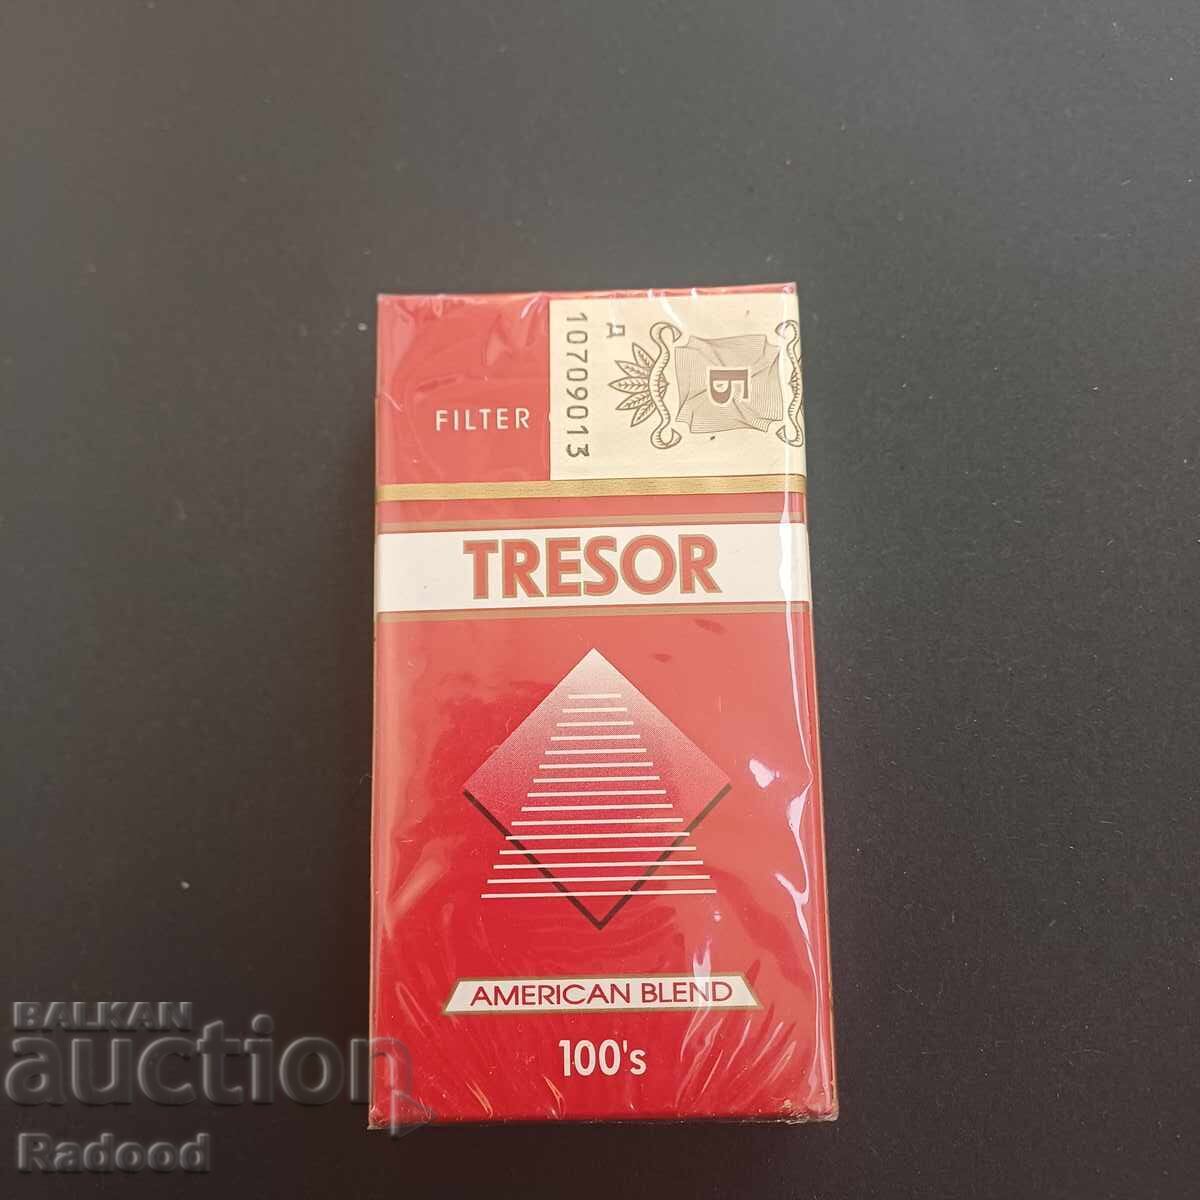 Д
10709013
Б
FILTER
TRESOR
AMERICAN BLEND
100's
BALKAN
auction
Radood